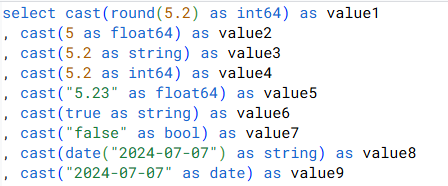 select cast(round(5.2) as int64) as value1
, cast(5 as float64) as value2
, cast(5.2 as string) as value3
, cast(5.2 as int64) as value4
, cast("5.23" as float64) as value5
, cast(true as string) as value6
, cast("false" as bool) as value7
, cast(date("2024-07-07") as string) as value8
, cast("2024-07-07" as date) as value9